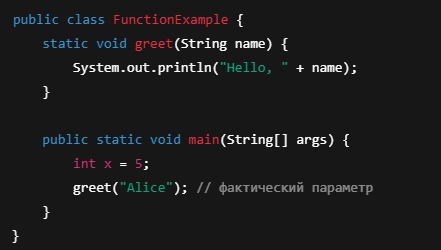 public class FunctionExample {
    static void greet(String name) {
        System.out.println("Hello, " + name);
    }
    public static void main(String[] args) {
        int x = 5;
        greet("Alice"); // фактический параметр
    }
}